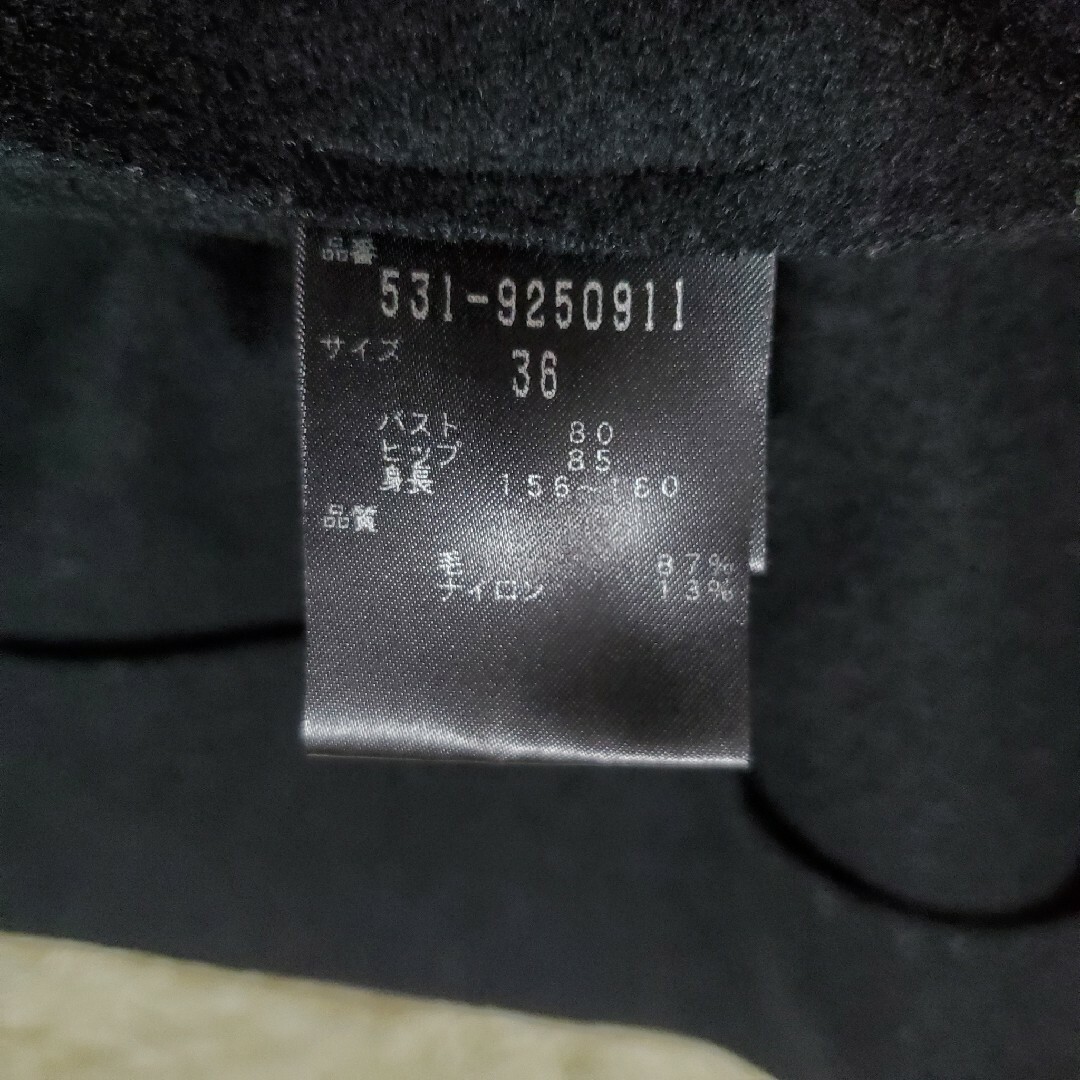 品番
531-9250911
サイズ
36
バスト 80
ヒップ 85
身長 156~160
品質
毛 87%
ナイロン 13%